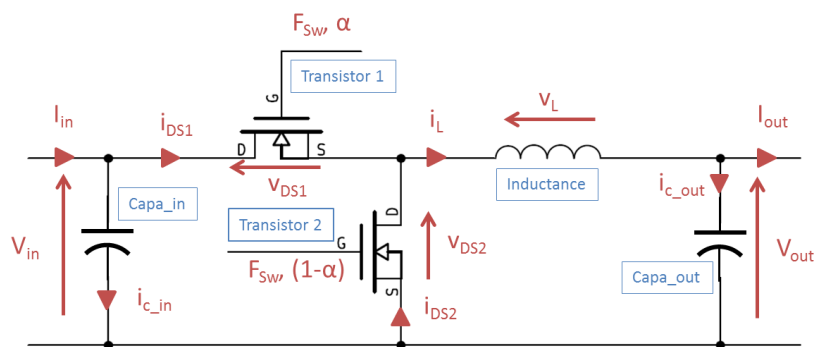 F_Sw, α
Transistor 1
G
I_in
i_DS1
D
S
v_DS1
i_L
v_L
Inductance
I_out
Capa_in
Transistor 2
G
F_Sw, (1-α)
D
S
v_DS2
i_DS2
i_c_out
Capa_out
V_in
i_c_in
V_out